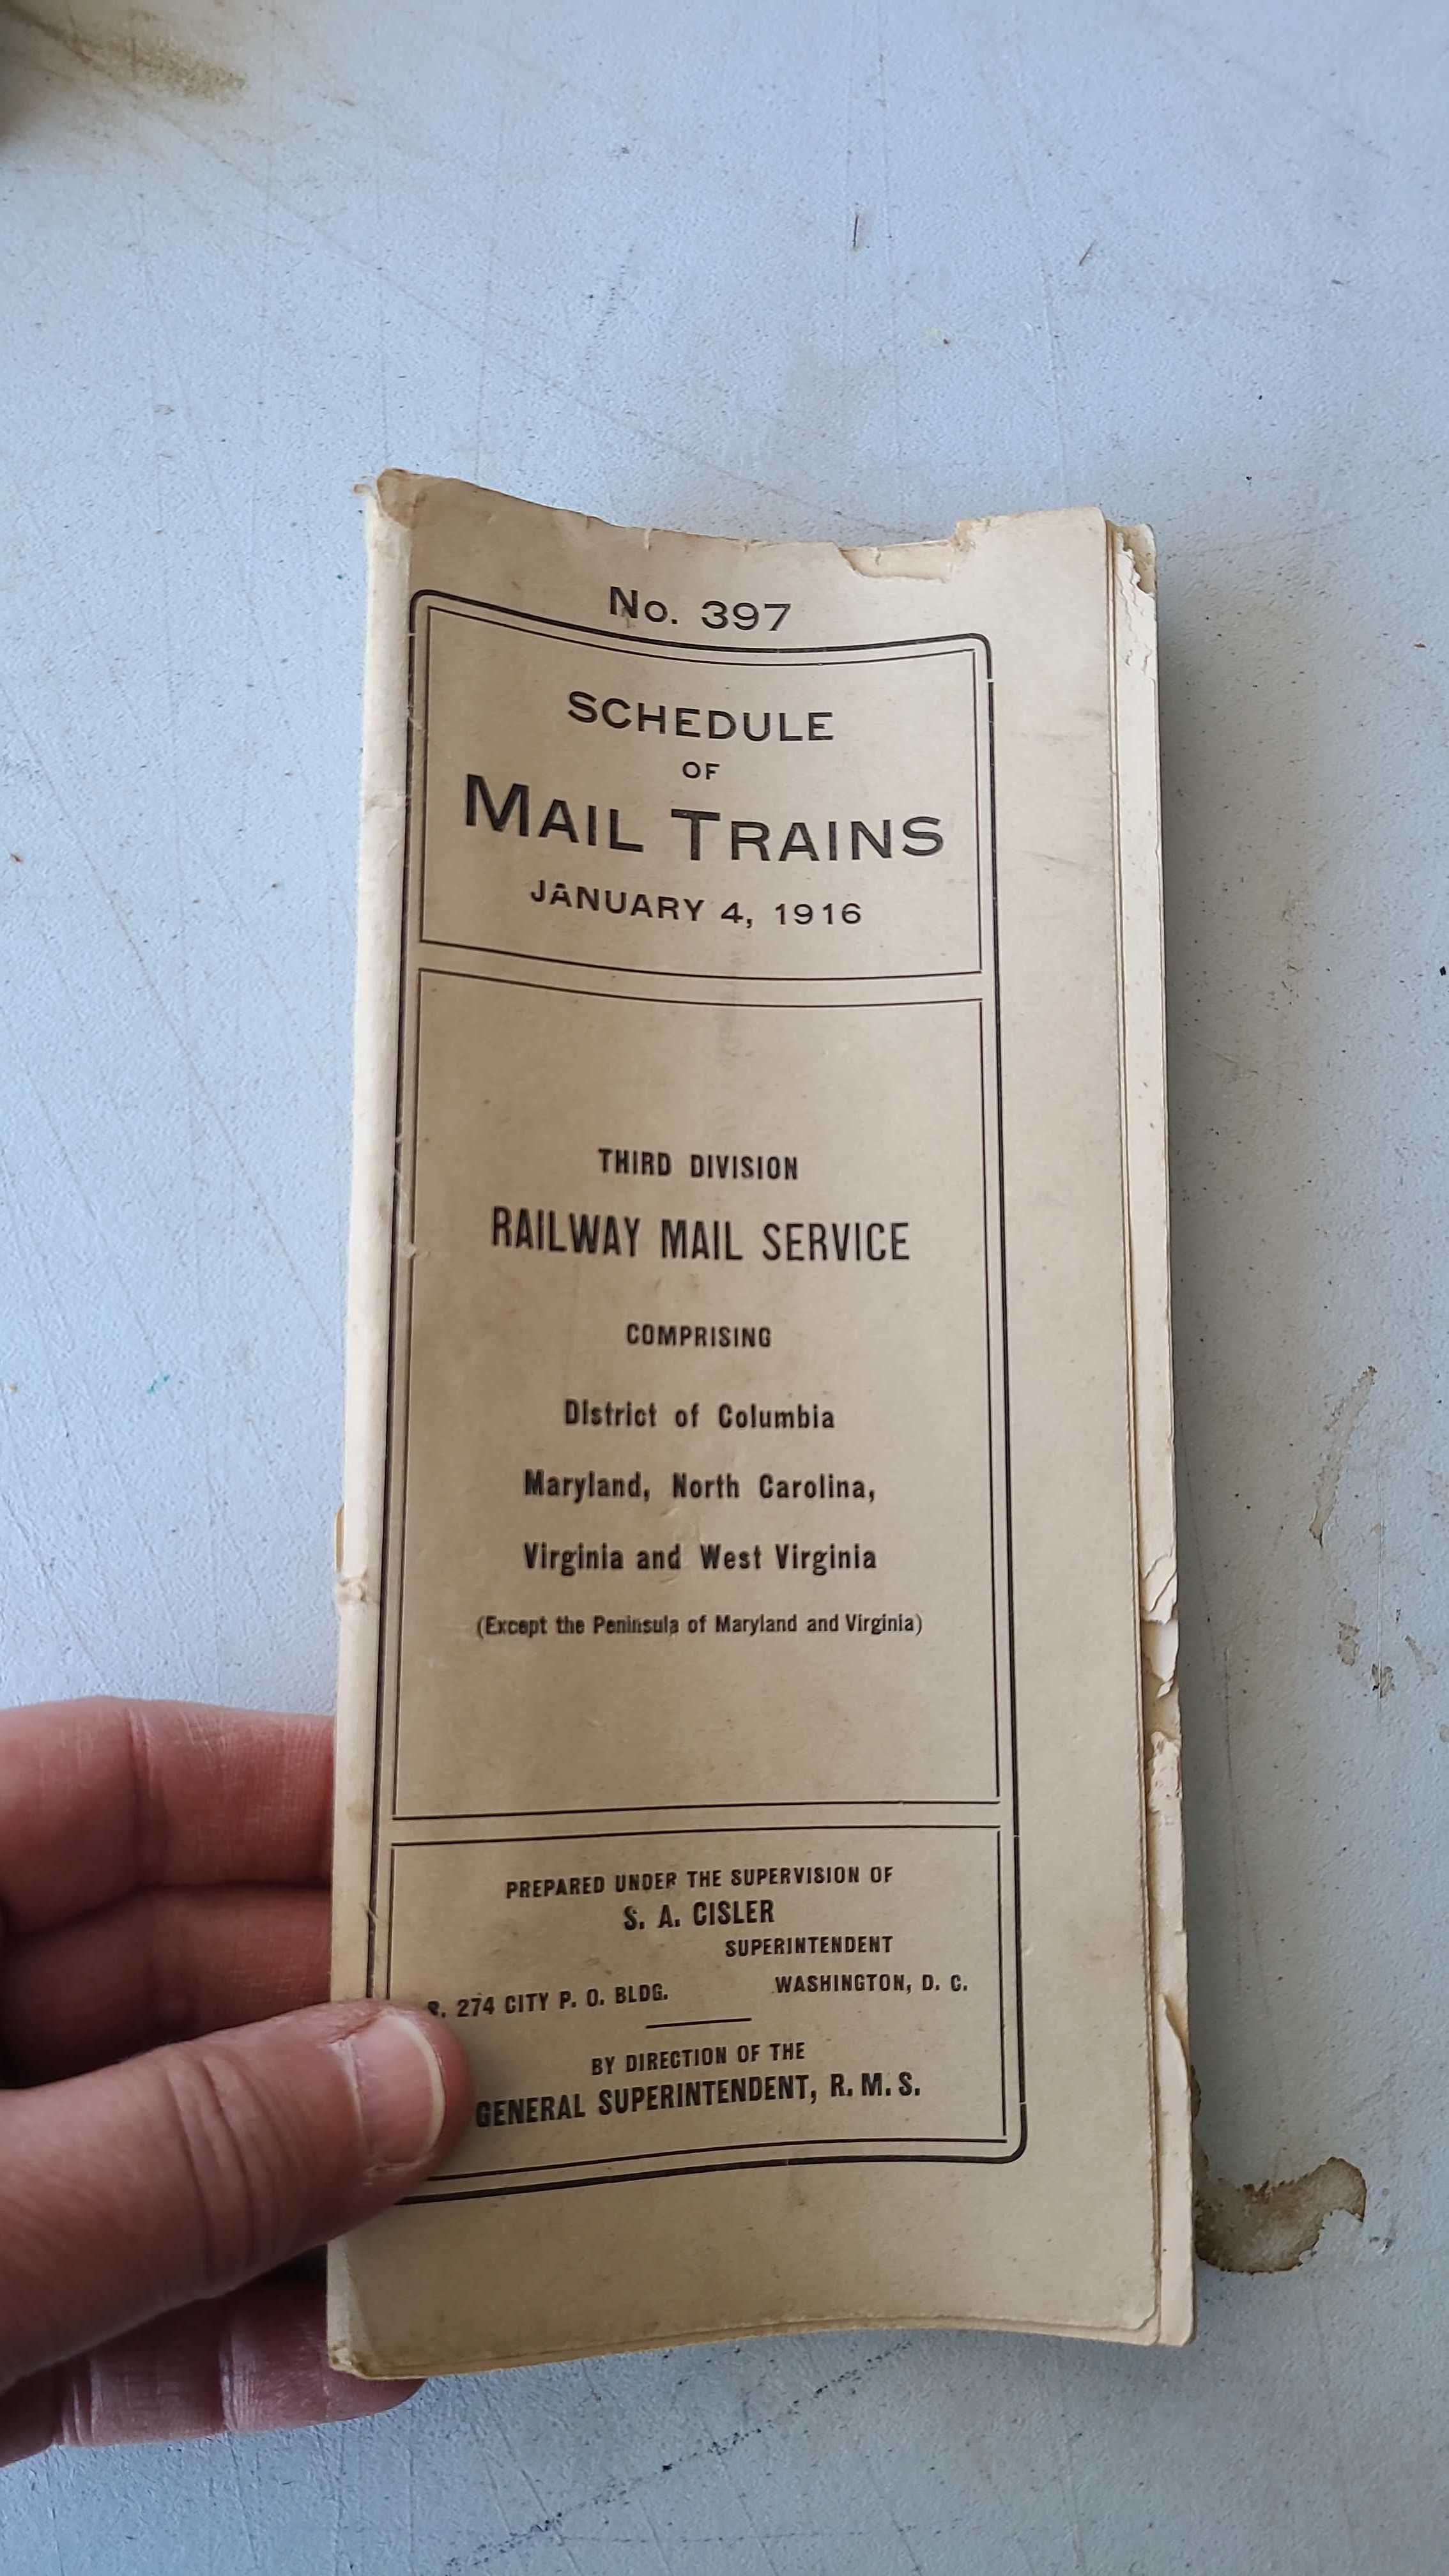 No. 397
SCHEDULE
OF
MAIL TRAINS
JANUARY 4, 1916
THIRD DIVISION
RAILWAY MAIL SERVICE
COMPRISING
District of Columbia
Maryland, North Carolina,
Virginia and West Virginia
(Except the Peninsula of Maryland and Virginia)
PREPARED UNDER THE SUPERVISION OF
S. A. CISLER
SUPERINTENDENT
R. 274 CITY P. O. BLDG. WASHINGTON, D. C.
BY DIRECTION OF THE
GENERAL SUPERINTENDENT, R. M. S.